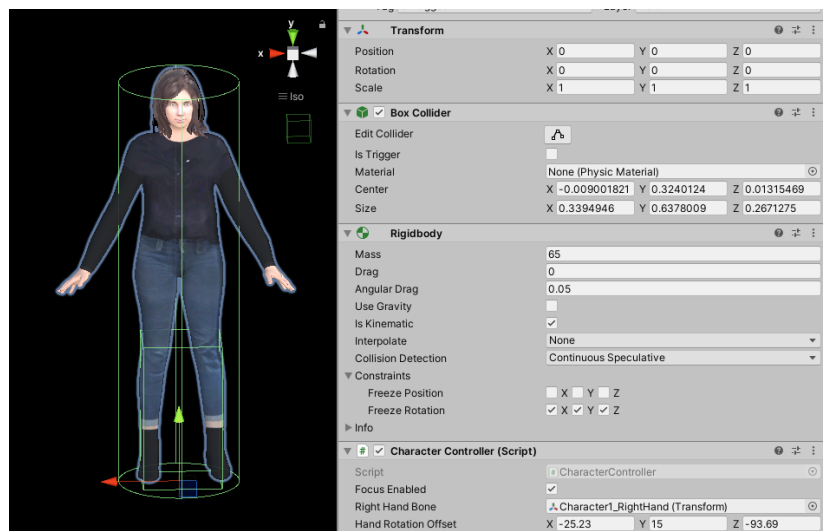 y
x
Iso
Transform
Position X 0 Y 0 Z 0
Rotation X 0 Y 0 Z 0
Scale X 1 Y 1 Z 1
Box Collider
Edit Collider
Is Trigger
Material None (Physic Material)
Center X -0.009001821 Y 0.3240124 Z 0.01315469
Size X 0.3394946 Y 0.6378009 Z 0.2671275
Rigidbody
Mass 65
Drag 0
Angular Drag 0.05
Use Gravity
Is Kinematic
Interpolate None
Collision Detection Continuous Speculative
Constraints
Freeze Position X Y Z
Freeze Rotation X Y Z
Info
# Character Controller (Script)
Script # CharacterController
Focus Enabled
Right Hand Bone Character1_RightHand (Transform)
Hand Rotation Offset X -25.23 Y 15 Z -93.69